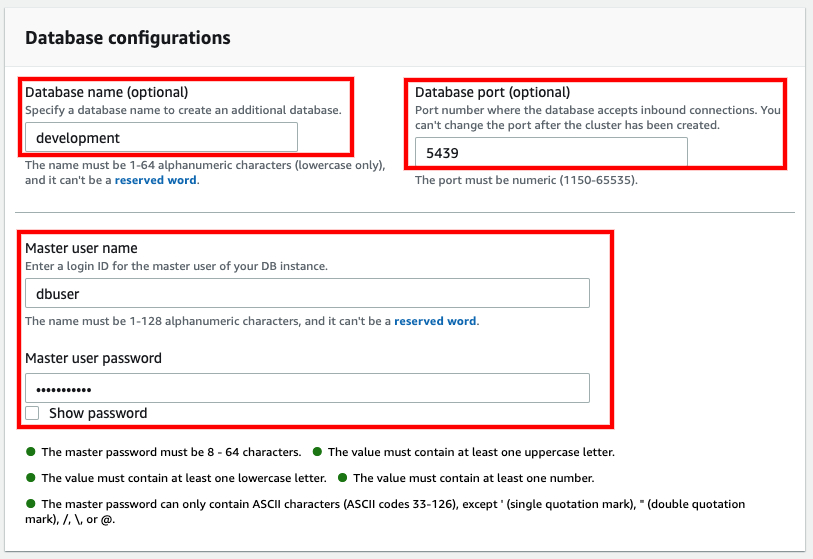 Database configurations
Database name (optional)
Specify a database name to create an additional database.
development
The name must be 1-64 alphanumeric characters (lowercase only),
and it can't be a reserved word.
Database port (optional)
Port number where the database accepts inbound connections. You
can't change the port after the cluster has been created.
5439
The port must be numeric (1150-65535).
Master user name
Enter a login ID for the master user of your DB instance.
dbuser
The name must be 1-128 alphanumeric characters, and it can't be a reserved word.
Master user password
•••••••••••
Show password
The master password must be 8 - 64 characters. The value must contain at least one uppercase letter.
The value must contain at least one lowercase letter. The value must contain at least one number.
The master password can only contain ASCII characters (ASCII codes 33-126), except ' (single quotation mark), " (double quotation
mark), /, \, or @.